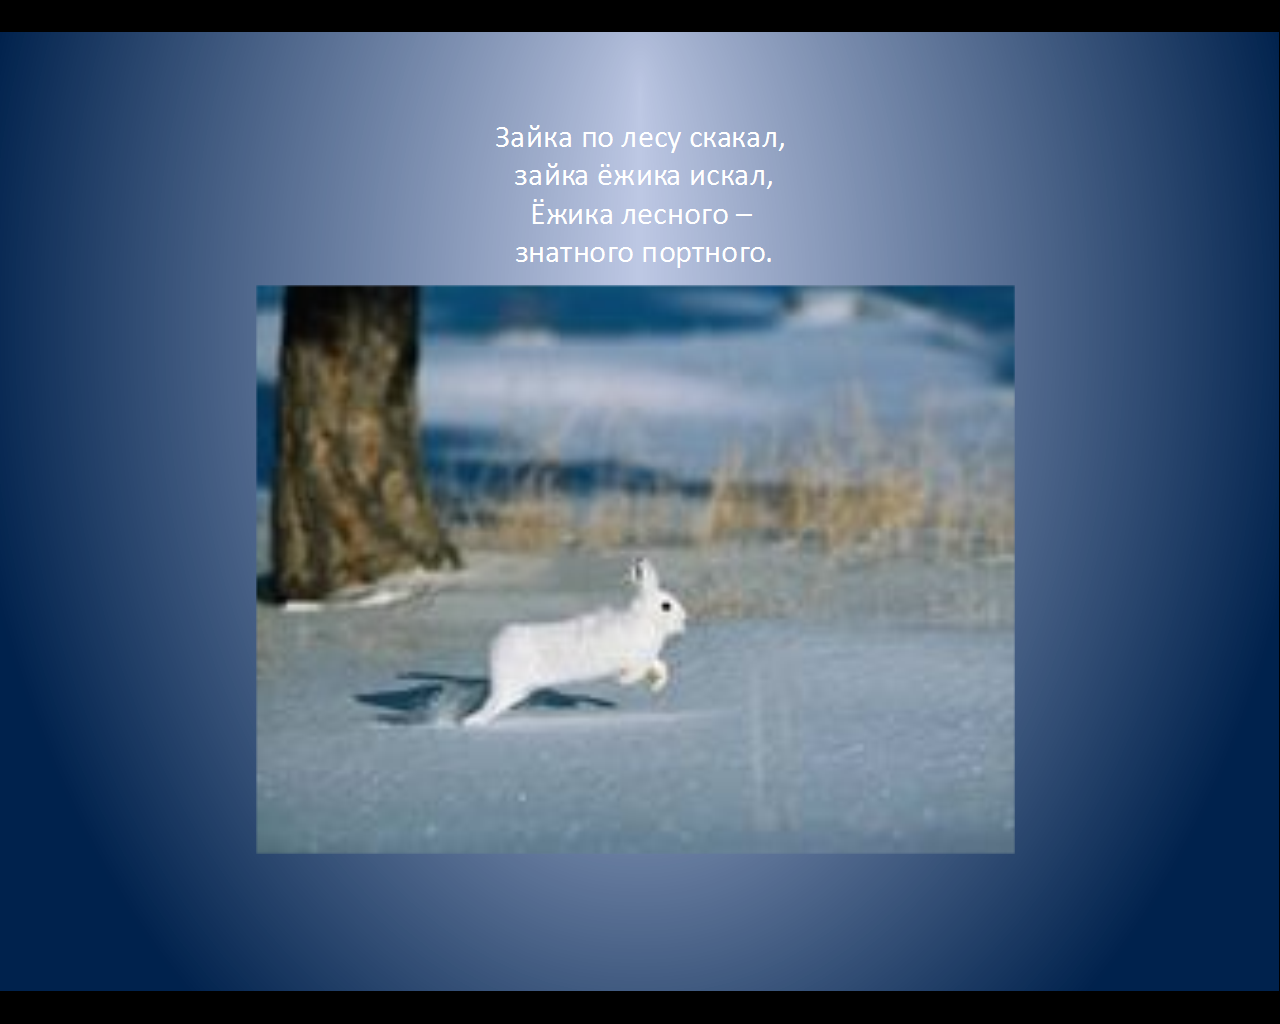 Зайка по лесу скакал,
зайка ёжика искал,
Ёжика лесного –
знатного портного.